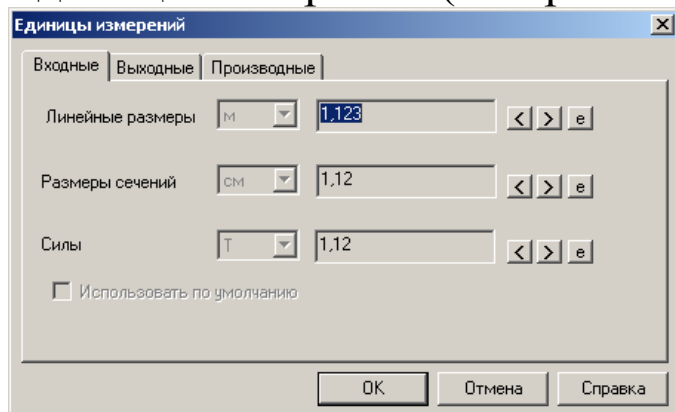 Единицы измерений
Входные Выходные Производные
Линейные размеры м 1,123 < > e
Размеры сечений см 1,12 < > e
Силы Т 1,12 < > e
Использовать по умолчанию
OK Отмена Справка